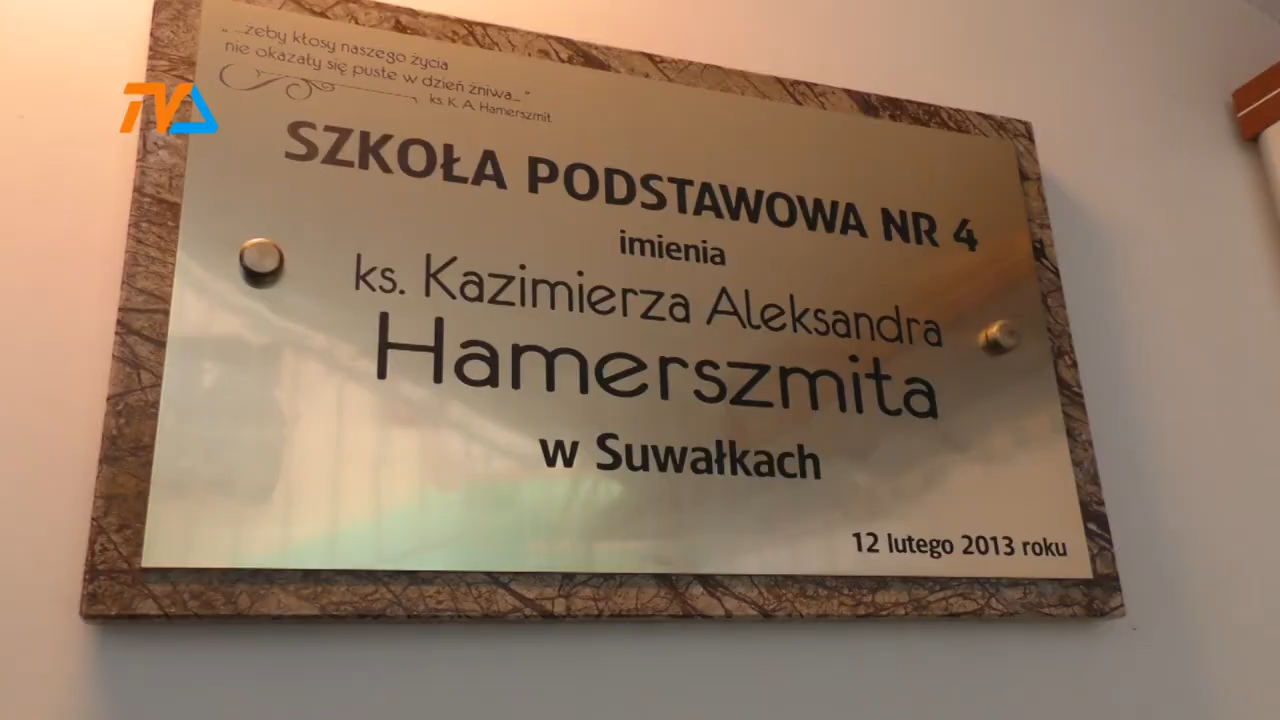 „ ...żeby kłosy naszego życia
nie okazały się puste w dzień żniwa..."
ks. K. A. Hamerszmit
SZKOŁA PODSTAWOWA NR 4
imienia
ks. Kazimierza Aleksandra
Hamerszmita
w Suwałkach
12 lutego 2013 roku
TVA